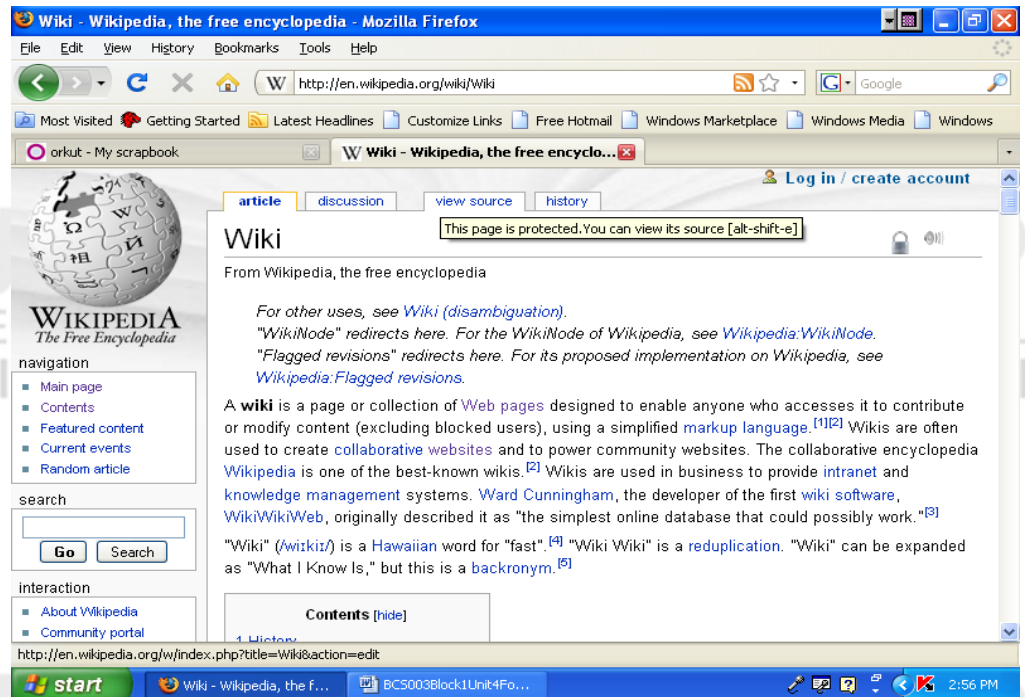 Wiki - Wikipedia, the free encyclopedia - Mozilla Firefox
File Edit View History Bookmarks Tools Help
W http://en.wikipedia.org/wiki/Wiki G Google
Most Visited Getting Started Latest Headlines Customize Links Free Hotmail Windows Marketplace Windows Media Windows
orkut - My scrapbook W Wiki - Wikipedia, the free encyclo...
Log in / create account
article discussion view source history
This page is protected.You can view its source [alt-shift-e]
Wiki
From Wikipedia, the free encyclopedia
For other uses, see Wiki (disambiguation).
"WikiNode" redirects here. For the WikiNode of Wikipedia, see Wikipedia:WikiNode.
"Flagged revisions" redirects here. For its proposed implementation on Wikipedia, see
Wikipedia:Flagged revisions.
A wiki is a page or collection of Web pages designed to enable anyone who accesses it to contribute
or modify content (excluding blocked users), using a simplified markup language.[1][2] Wikis are often
used to create collaborative websites and to power community websites. The collaborative encyclopedia
Wikipedia is one of the best-known wikis.[2] Wikis are used in business to provide intranet and
knowledge management systems. Ward Cunningham, the developer of the first wiki software,
WikiWikiWeb, originally described it as "the simplest online database that could possibly work."[3]
"Wiki" (/wiːkiː/) is a Hawaiian word for "fast".[4] "Wiki Wiki" is a reduplication. "Wiki" can be expanded
as "What I Know Is," but this is a backronym.[5]
Contents [hide]
1 History
WIKIPEDIA
The Free Encyclopedia
navigation
Main page
Contents
Featured content
Current events
Random article
search
Go Search
interaction
About Wikipedia
Community portal
http://en.wikipedia.org/w/index.php?title=Wiki&action=edit
start Wiki - Wikipedia, the f... BCS003Block1Unit4Fo... 2:56 PM